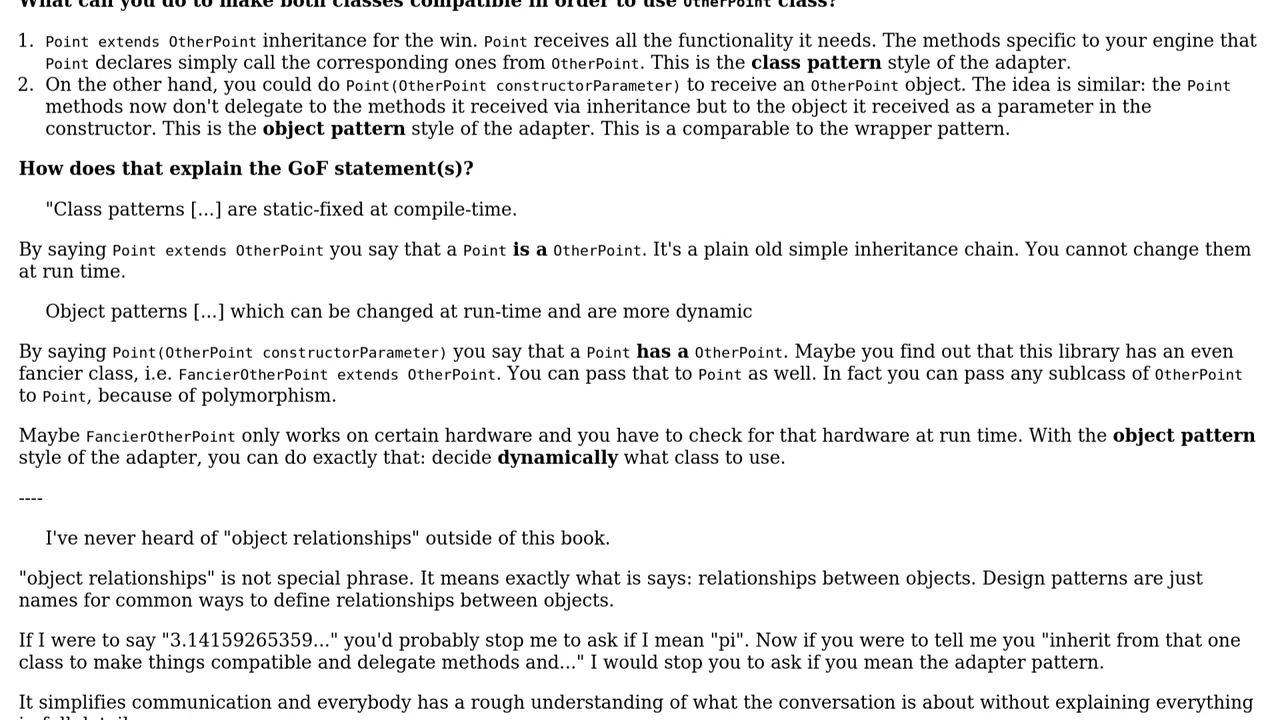 What can you do to make both classes compatible in order to use OtherPoint class?
1. Point extends OtherPoint inheritance for the win. Point receives all the functionality it needs. The methods specific to your engine that
Point declares simply call the corresponding ones from OtherPoint. This is the class pattern style of the adapter.
2. On the other hand, you could do Point(OtherPoint constructorParameter) to receive an OtherPoint object. The idea is similar: the Point
methods now don't delegate to the methods it received via inheritance but to the object it received as a parameter in the
constructor. This is the object pattern style of the adapter. This is a comparable to the wrapper pattern.
How does that explain the GoF statement(s)?
"Class patterns [...] are static-fixed at compile-time.
By saying Point extends OtherPoint you say that a Point is a OtherPoint. It's a plain old simple inheritance chain. You cannot change them
at run time.
Object patterns [...] which can be changed at run-time and are more dynamic
By saying Point(OtherPoint constructorParameter) you say that a Point has a OtherPoint. Maybe you find out that this library has an even
fancier class, i.e. FancierOtherPoint extends OtherPoint. You can pass that to Point as well. In fact you can pass any sublcass of OtherPoint
to Point, because of polymorphism.
Maybe FancierOtherPoint only works on certain hardware and you have to check for that hardware at run time. With the object pattern
style of the adapter, you can do exactly that: decide dynamically what class to use.
----
I've never heard of "object relationships" outside of this book.
"object relationships" is not special phrase. It means exactly what is says: relationships between objects. Design patterns are just
names for common ways to define relationships between objects.
If I were to say "3.14159265359..." you'd probably stop me to ask if I mean "pi". Now if you were to tell me you "inherit from that one
class to make things compatible and delegate methods and..." I would stop you to ask if you mean the adapter pattern.
It simplifies communication and everybody has a rough understanding of what the conversation is about without explaining everything